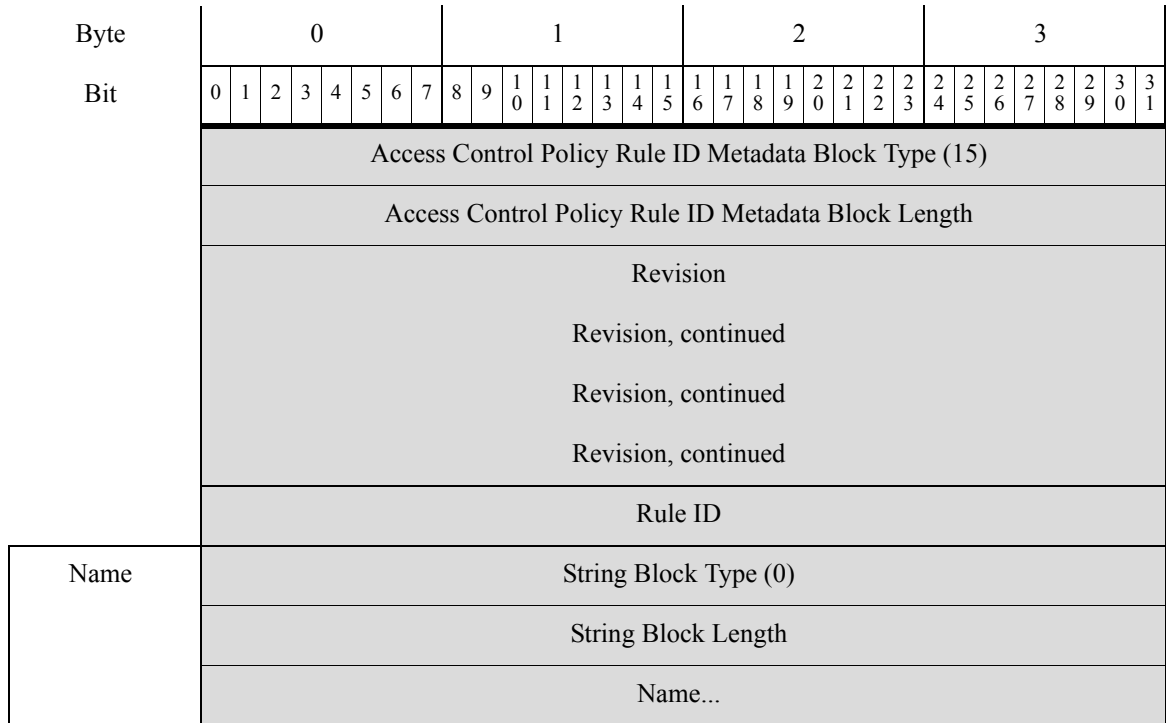 Byte 0 1 2 3
Bit 0 1 2 3 4 5 6 7 8 9 10 11 12 13 14 15 16 17 18 19 20 21 22 23 24 25 26 27 28 29 30 31
Access Control Policy Rule ID Metadata Block Type (15)
Access Control Policy Rule ID Metadata Block Length
Revision
Revision, continued
Revision, continued
Revision, continued
Rule ID
Name String Block Type (0)
String Block Length
Name...